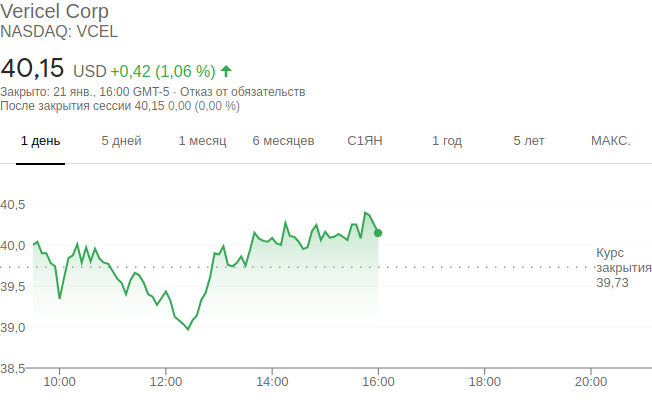 Vericel Corp
NASDAQ: VCEL
40,15 USD +0,42 (1,06 %)
Закрыто: 21 янв., 16:00 GMT-5 · Отказ от обязательств
После закрытия сессии 40,15 0,00 (0,00 %)
1 день 5 дней 1 месяц 6 месяцев С1ЯН 1 год 5 лет МАКС.
40,5
40,0
Курс
закрытия
39,73
39,5
39,0
38,5
10:00 12:00 14:00 16:00 18:00 20:00